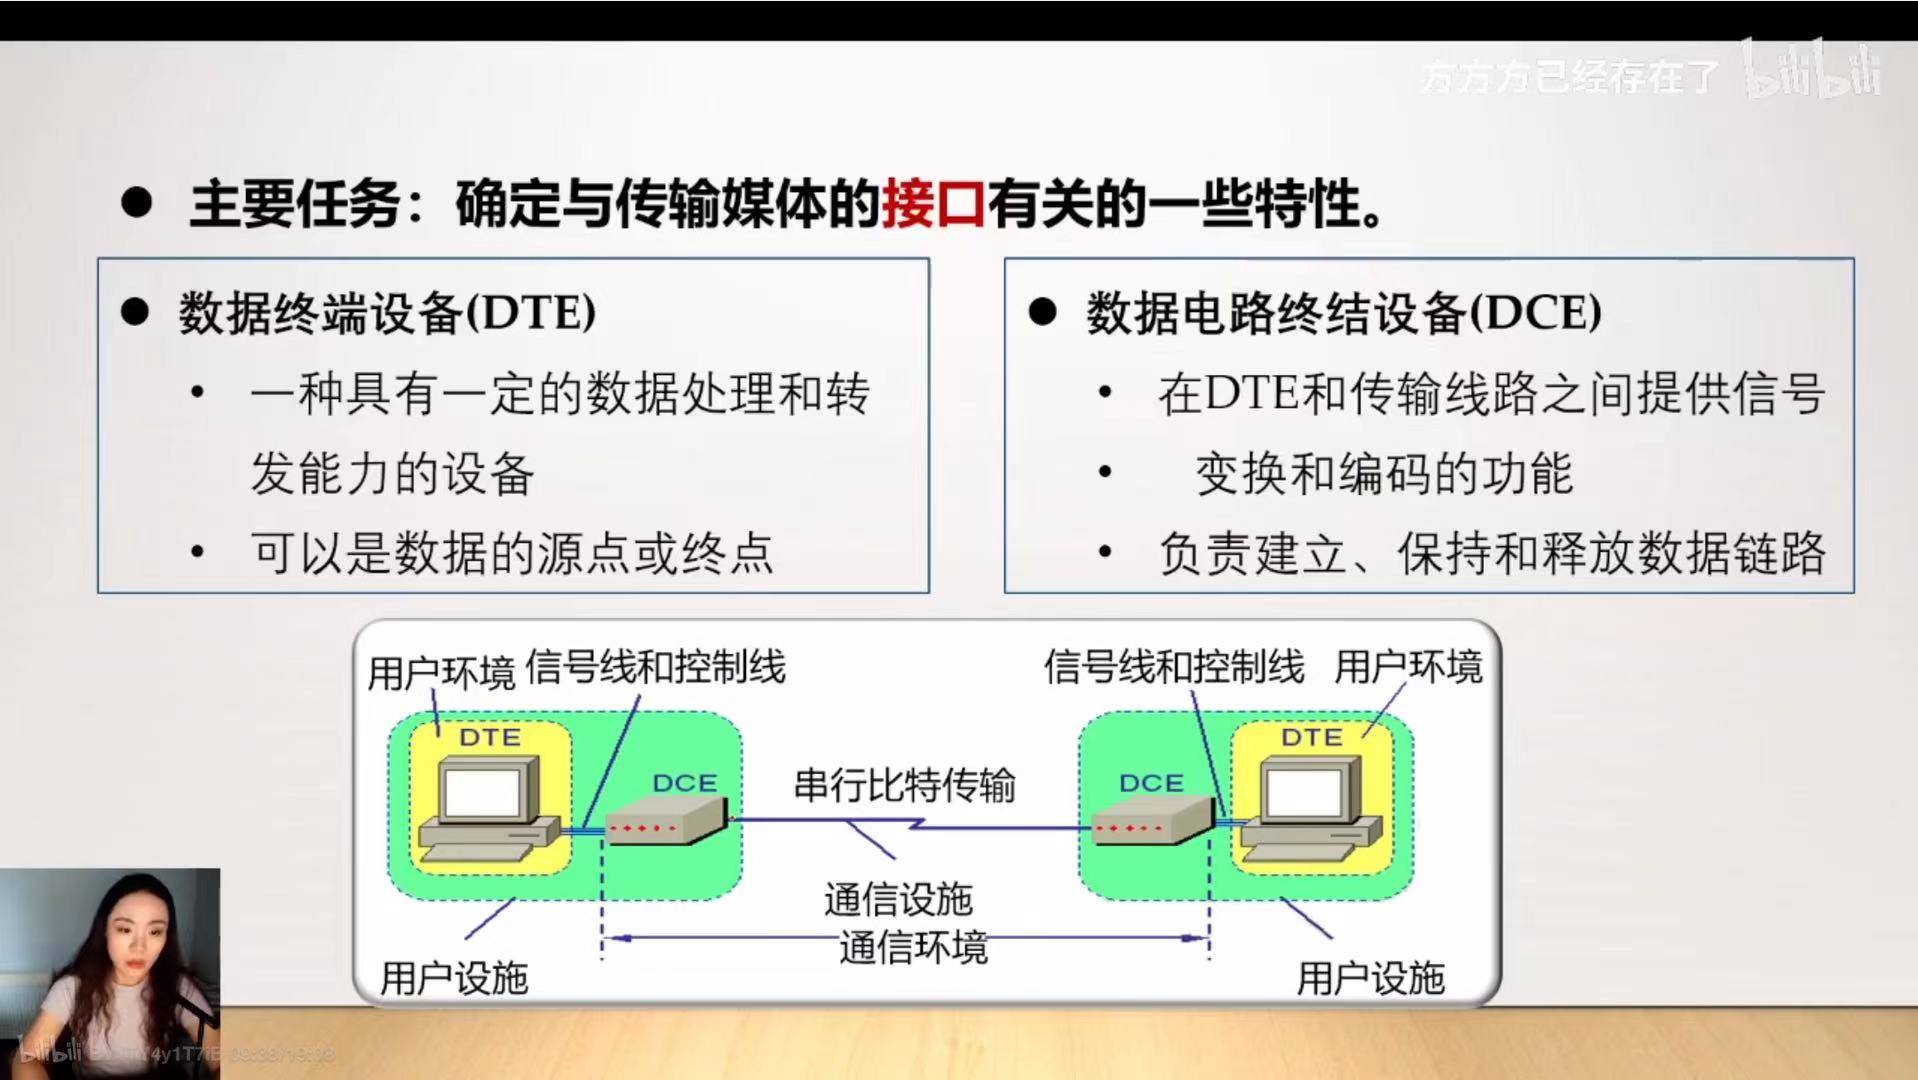 方方方已经存在了 bilibili
● 主要任务：确定与传输媒体的接口有关的一些特性。
● 数据终端设备(DTE)
• 一种具有一定的数据处理和转
发能力的设备
• 可以是数据的源点或终点
● 数据电路终结设备(DCE)
• 在DTE和传输线路之间提供信号
• 变换和编码的功能
• 负责建立、保持和释放数据链路
用户环境 信号线和控制线
信号线和控制线 用户环境
DTE
DCE
串行比特传输
DCE
DTE
通信设施
通信环境
用户设施
用户设施
bilibili